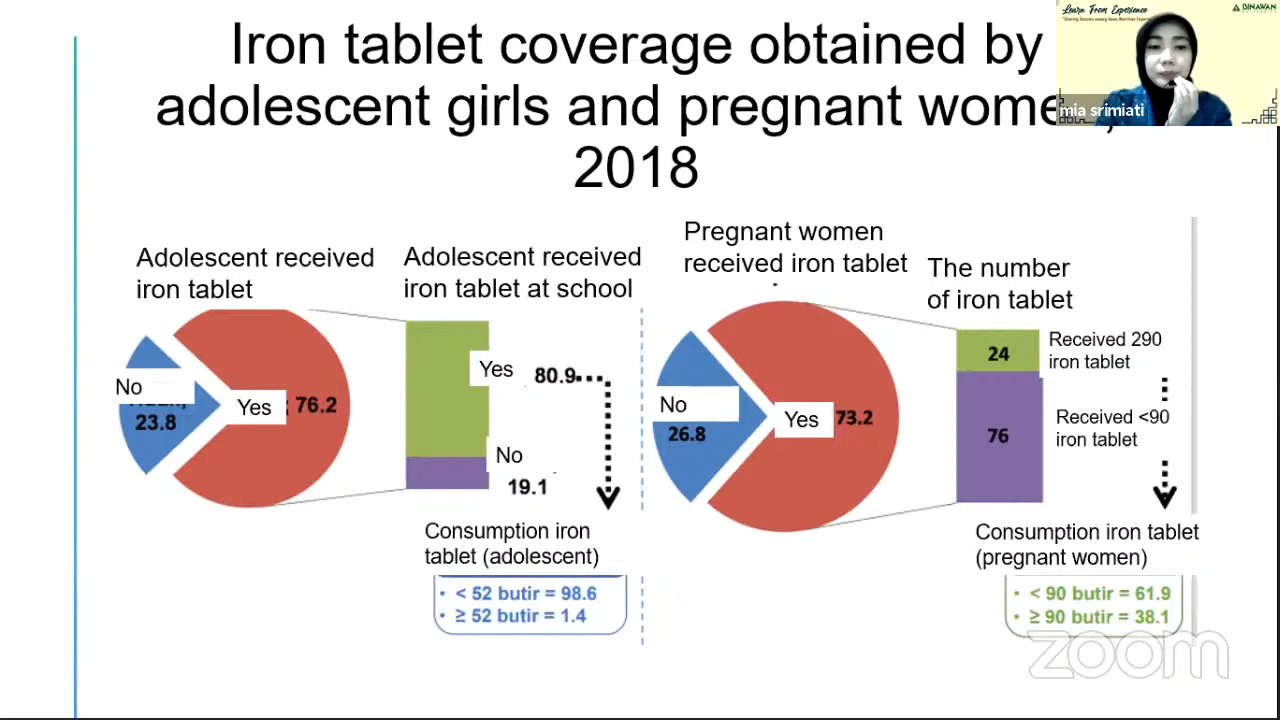 Iron tablet coverage obtained by
adolescent girls and pregnant wome
2018
Learn From Experience
BINAWAN
mia srimiati
Adolescent received
iron tablet
No
23.8
Yes
; 76.2
Adolescent received
iron tablet at school
Yes
80.9
No
19.1
Consumption iron
tablet (adolescent)
• < 52 butir = 98.6
• ≥ 52 butir = 1.4
Pregnant women
received iron tablet
No
26.8
Yes
73.2
The number
of iron tablet
24
Received 290
iron tablet
76
Received <90
iron tablet
Consumption iron tablet
(pregnant women)
• < 90 butir = 61.9
• ≥ 90 butir = 38.1
zoom